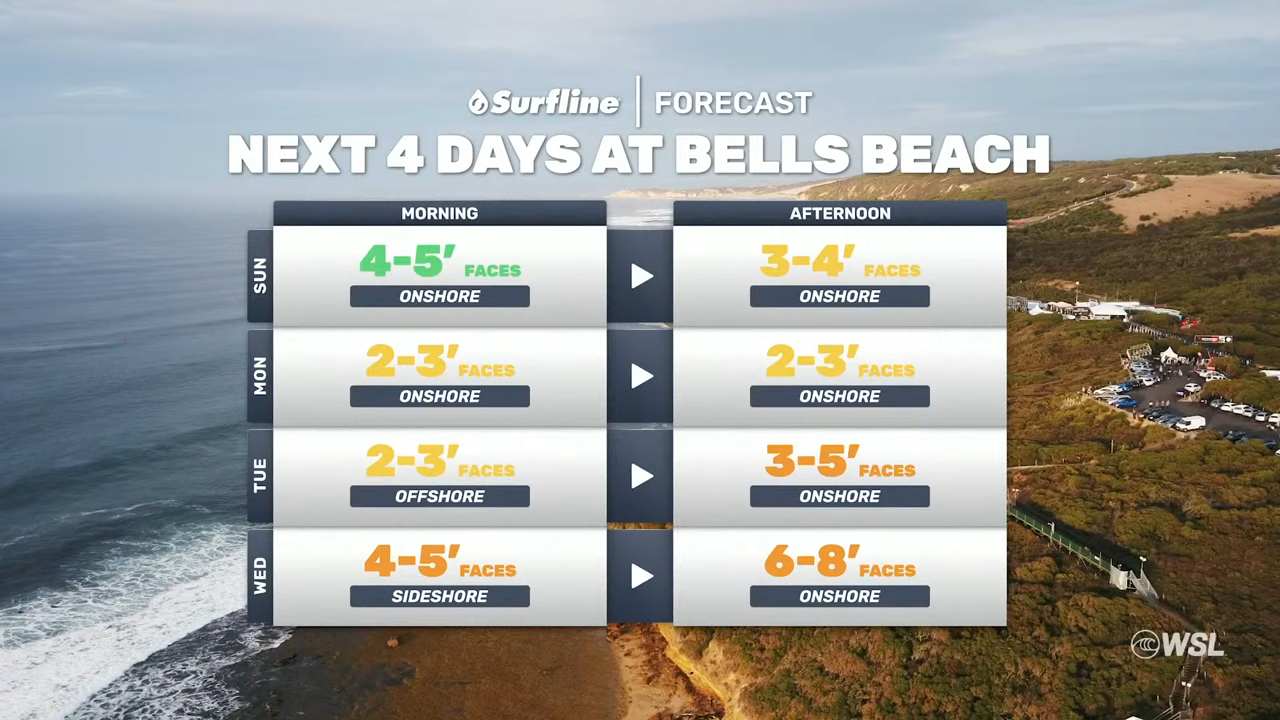 Surfline | FORECAST
NEXT 4 DAYS AT BELLS BEACH
MORNING
AFTERNOON
SUN
4-5' FACES
ONSHORE
3-4' FACES
ONSHORE
MON
2-3' FACES
ONSHORE
2-3' FACES
ONSHORE
TUE
2-3' FACES
OFFSHORE
3-5' FACES
ONSHORE
WED
4-5' FACES
SIDESHORE
6-8' FACES
ONSHORE
WSL